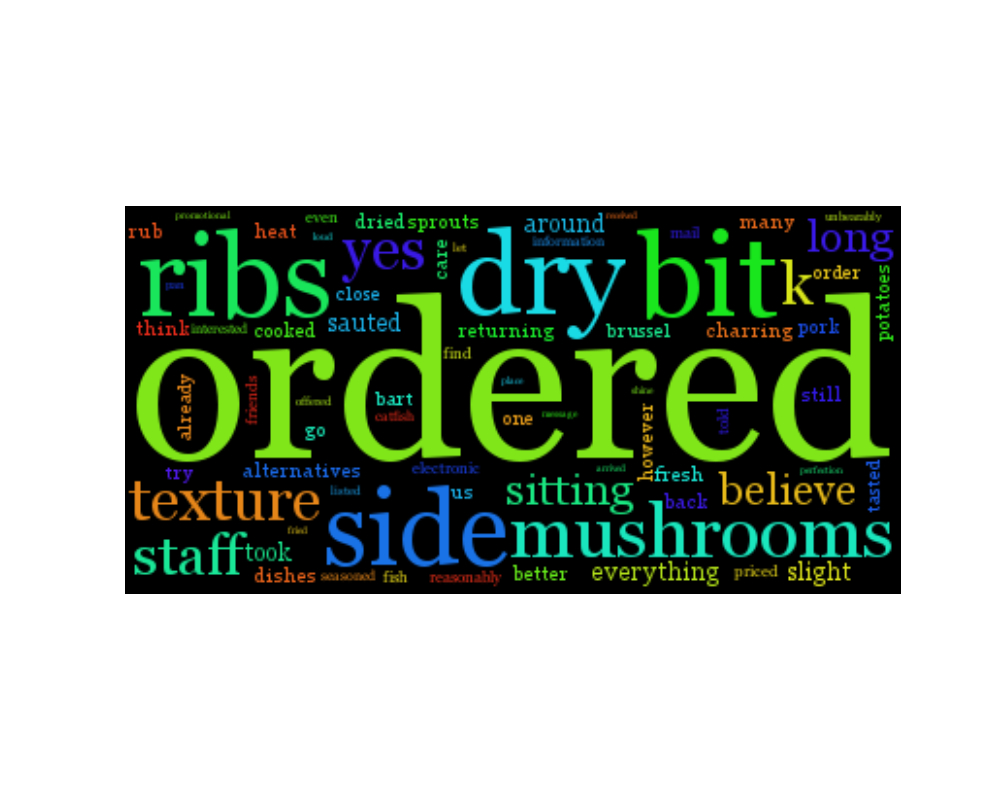 promotional
even
dried
sprouts
around
received
many
unbearably
rub
heat
loud
yes
care
let
information
mail
long
ribs
dry
bit
k
order
close
potatoes
think
interested
cooked
sauted
returning
brussel
charring
pork
ordered
find
already
friends
offered
go
bart
catfish
place
one
message
shine
however
told
still
try
alternatives
electronic
arrived
fresh
perfection
tasted
texture
listed
us
sitting
back
believe
side
mushrooms
staff
took
fried
dishes
seasoned
fish
reasonably
better
everything
priced
slight